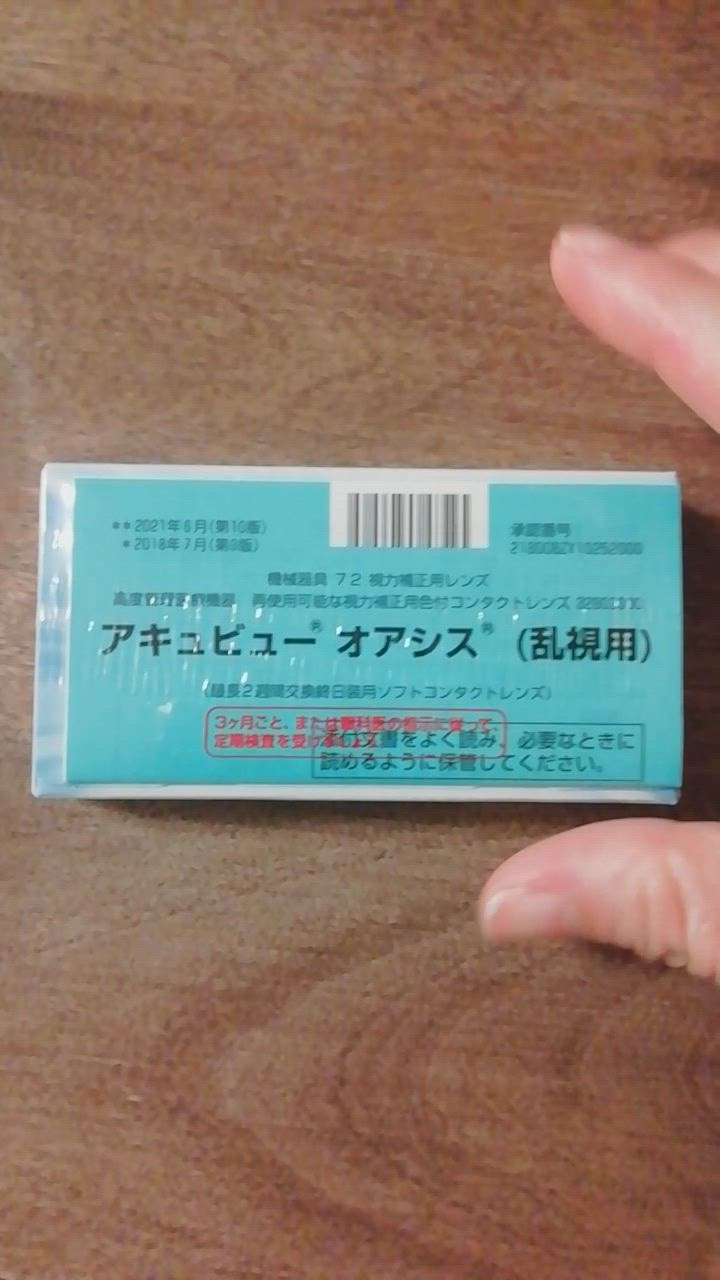 **2021年6月(第10版)
*2018年7月(第9版)
承認番号
21800BZY10252000
機械器具 72 視力補正用レンズ
高度管理医療機器 再使用可能な視力補正用色付コンタクトレンズ
アキュビュー® オアシス® (乱視用)
(最長2週間交換終日装用ソフトコンタクトレンズ)
3ヶ月ごと、または眼科医の指示に従って、
定期検査を受けましょう。
添付文書をよく読み、必要なときに
読めるように保管してください。